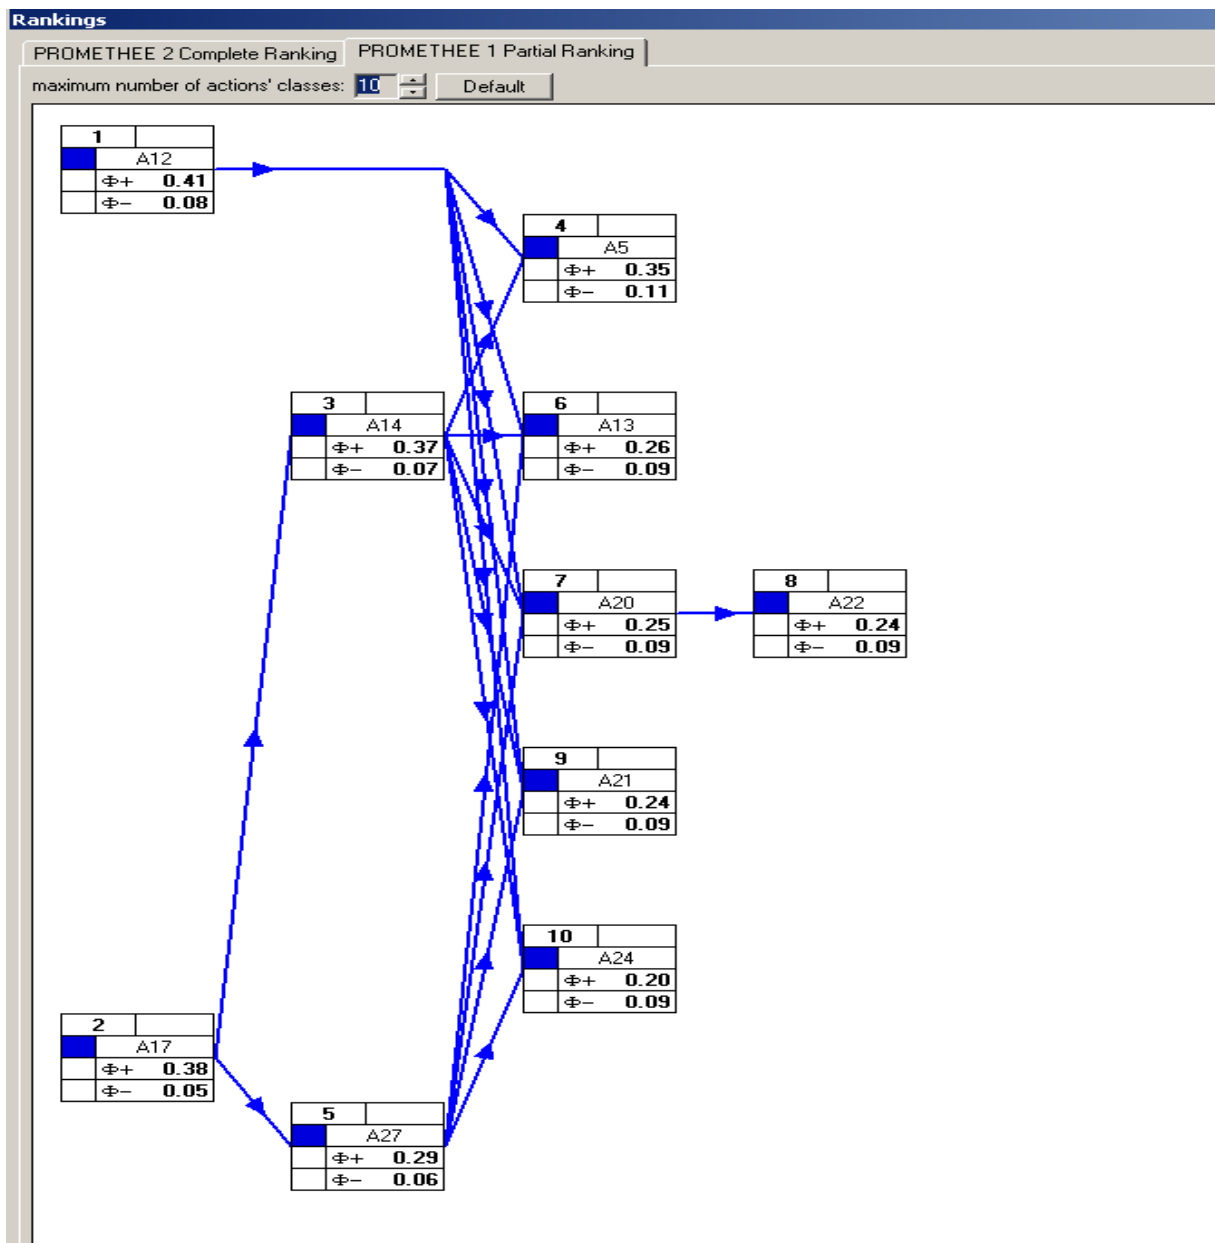 Rankings
PROMETHEE 2 Complete Ranking PROMETHEE 1 Partial Ranking
maximum number of actions' classes: 10 Default
1
A12
Φ+ 0.41
Φ- 0.08
4
A5
Φ+ 0.35
Φ- 0.11
3
A14
Φ+ 0.37
Φ- 0.07
6
A13
Φ+ 0.26
Φ- 0.09
7
A20
Φ+ 0.25
Φ- 0.09
8
A22
Φ+ 0.24
Φ- 0.09
9
A21
Φ+ 0.24
Φ- 0.09
10
A24
Φ+ 0.20
Φ- 0.09
2
A17
Φ+ 0.38
Φ- 0.05
5
A27
Φ+ 0.29
Φ- 0.06